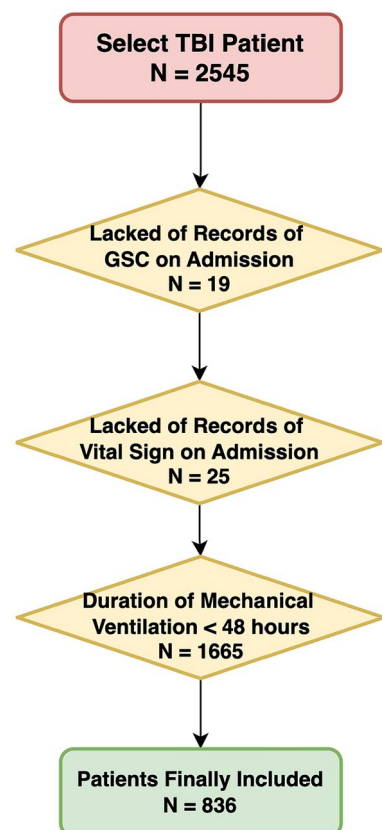 Select TBI Patient
N = 2545
Lacked of Records of
GSC on Admission
N = 19
Lacked of Records of
Vital Sign on Admission
N = 25
Duration of Mechanical
Ventilation < 48 hours
N = 1665
Patients Finally Included
N = 836